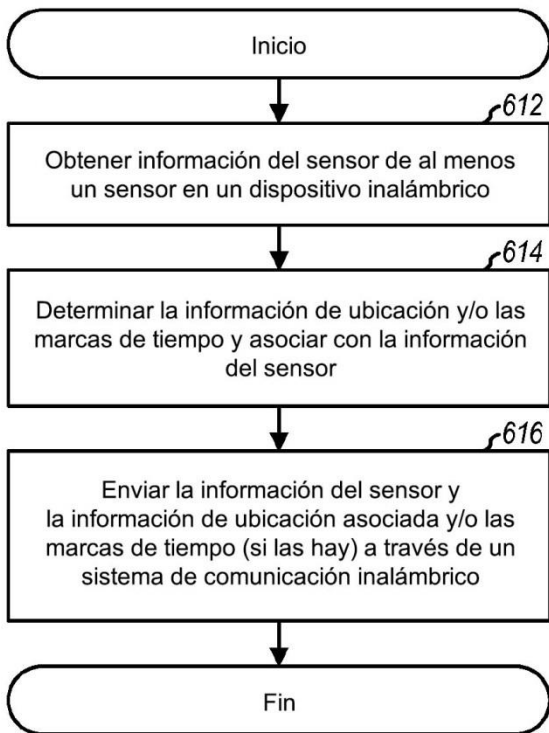 Inicio
612
Obtener información del sensor de al menos
un sensor en un dispositivo inalámbrico
614
Determinar la información de ubicación y/o las
marcas de tiempo y asociar con la información
del sensor
616
Enviar la información del sensor y
la información de ubicación asociada y/o las
marcas de tiempo (si las hay) a través de un
sistema de comunicación inalámbrico
Fin